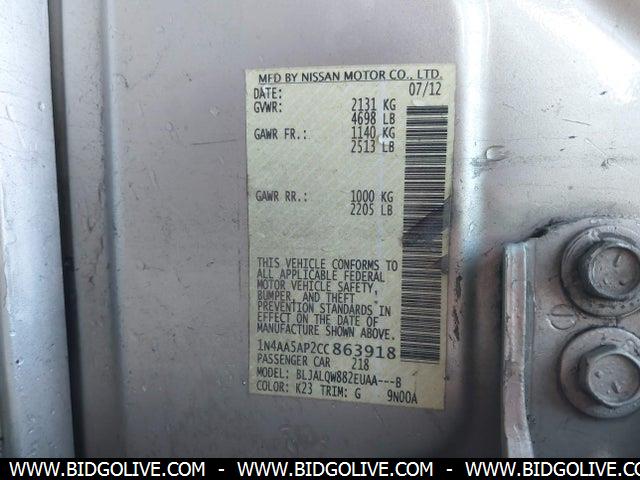 MFD BY NISSAN MOTOR CO., LTD.
DATE: 07/12
GVWR: 2131 KG
4698 LB
GAWR FR.: 1140 KG
2513 LB
GAWR RR.: 1000 KG
2205 LB
THIS VEHICLE CONFORMS TO
ALL APPLICABLE FEDERAL
MOTOR VEHICLE SAFETY,
BUMPER, AND THEFT
PREVENTION STANDARDS IN
EFFECT ON THE DATE OF
MANUFACTURE SHOWN ABOVE.
1N4AA5AP2CC863918
PASSENGER CAR 218
MODEL: BLJALQW882EUAA---B
COLOR: K23 TRIM: G 9N00A
WWW.BIDGOLIVE.COM - WWW.BIDGOLIVE.COM - WWW.BIDGOLIVE.COM